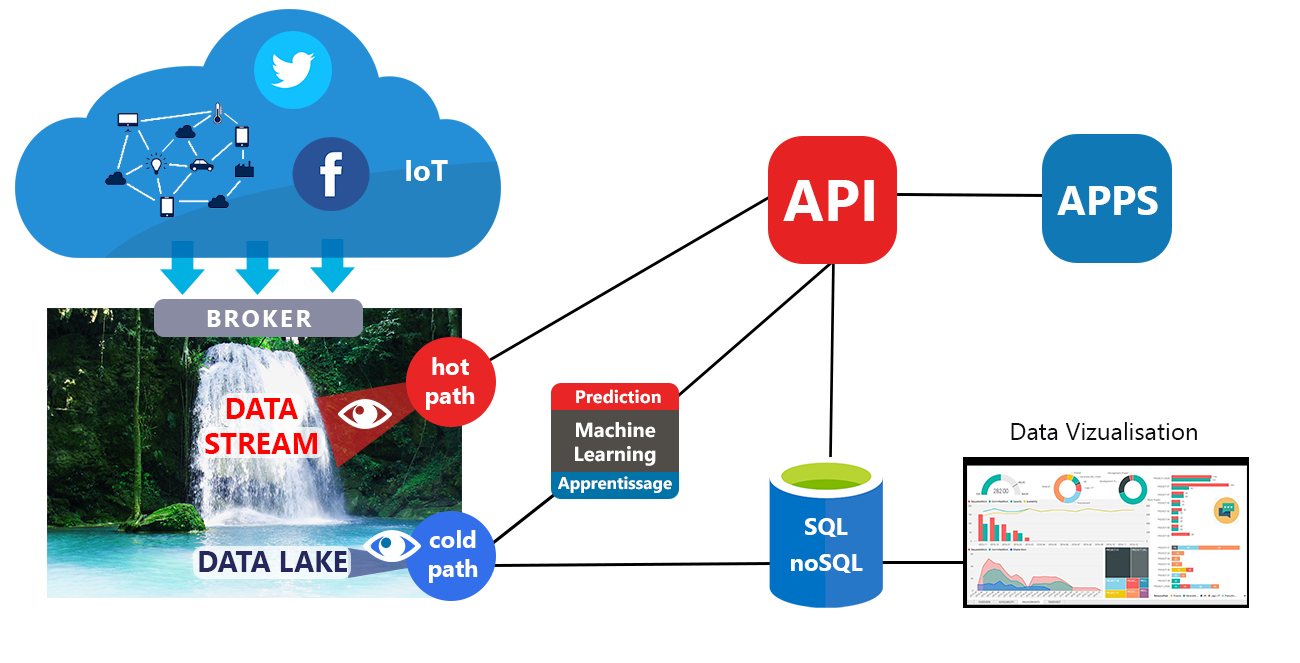 IoT
BROKER
DATA
STREAM
hot
path
DATA LAKE
cold
path
Prediction
Machine
Learning
Apprentissage
API
APPS
SQL
noSQL
Data Vizualisation